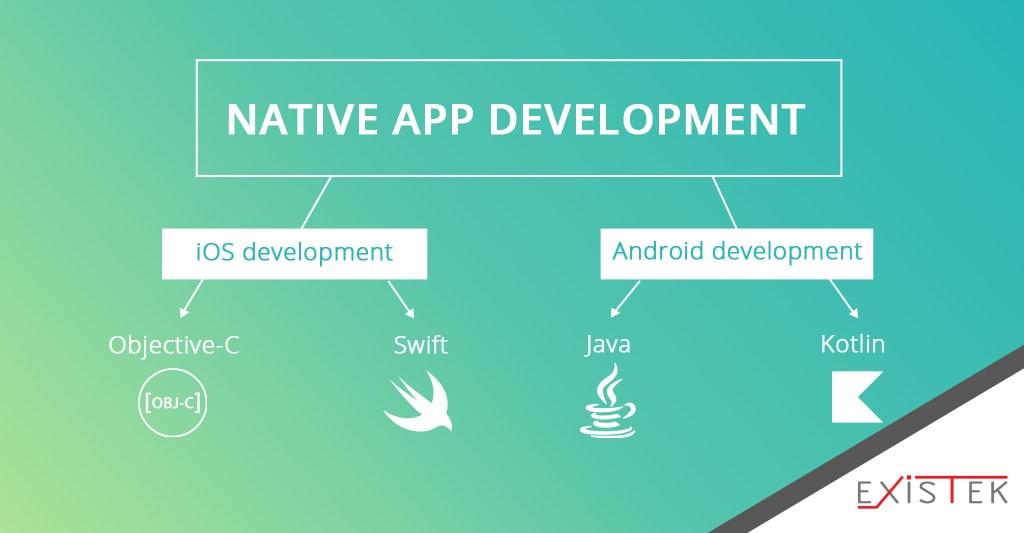 NATIVE APP DEVELOPMENT
iOS development
Android development
Objective-C
Swift
Java
Kotlin
[OBJ-C]
EXiSTEK